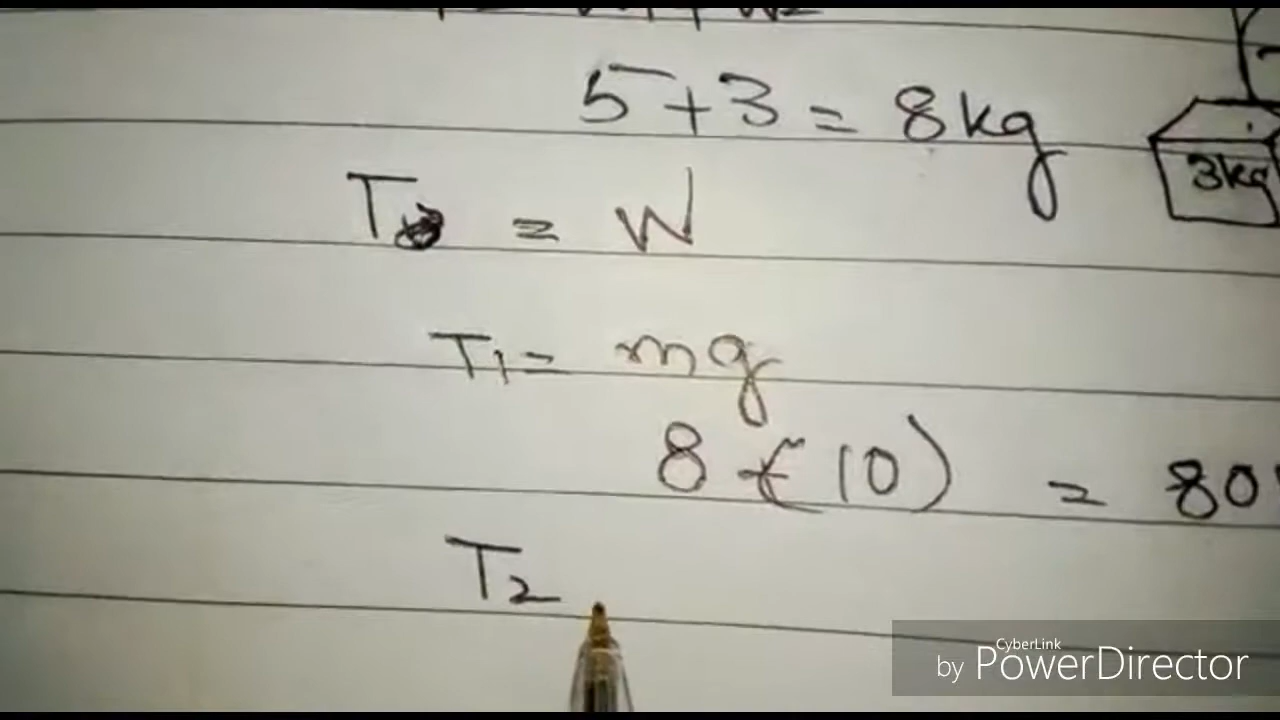 5+3 = 8kg
3kg
T = W
T1 = mg
8 (10) = 80
T2
CyberLink
by PowerDirector